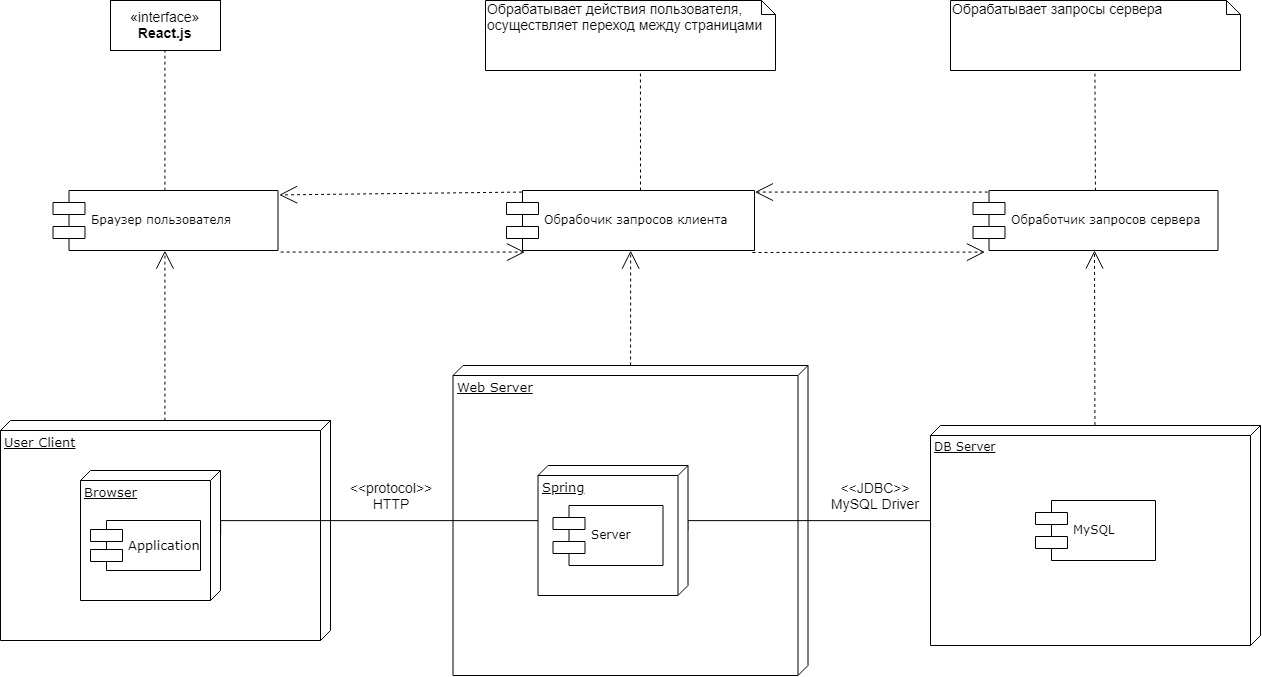 «interface»
React.js
Обрабатывает действия пользователя,
осуществляет переход между страницами
Обрабатывает запросы сервера
Браузер пользователя
Обрабочик запросов клиента
Обработчик запросов сервера
User Client
Browser
Application
<<protocol>>
HTTP
Web Server
Spring
Server
<<JDBC>>
MySQL Driver
DB Server
MySQL